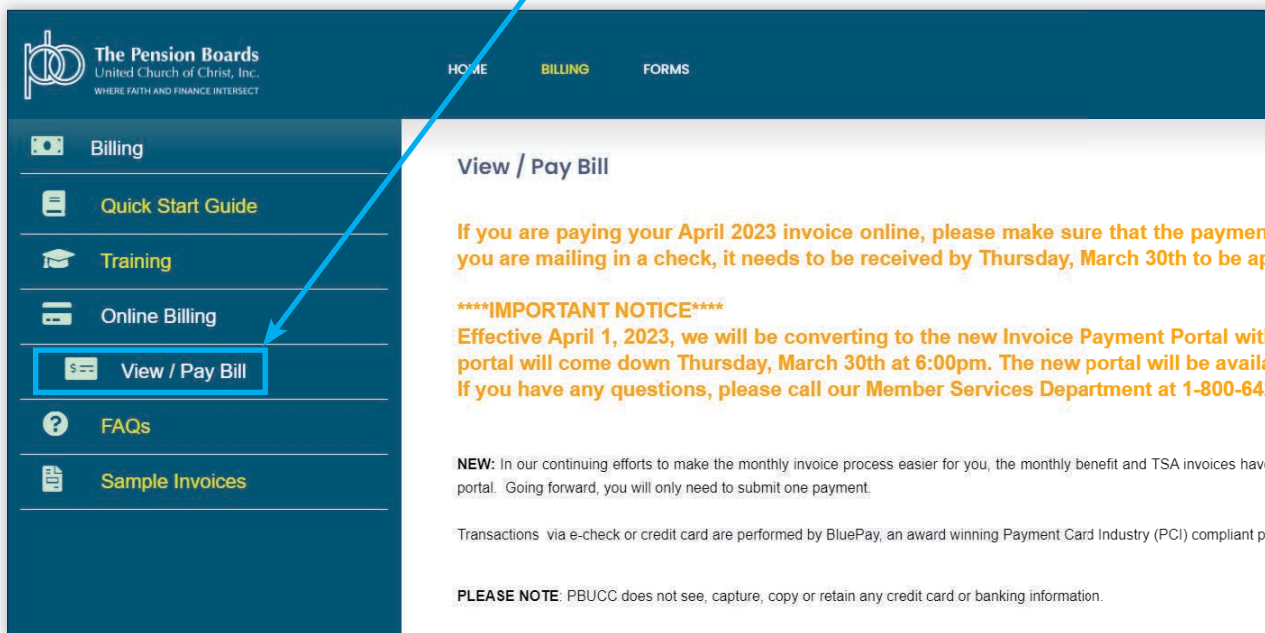 The Pension Boards
United Church of Christ, Inc.
WHERE FAITH AND FINANCE INTERSECT
HOME BILLING FORMS
Billing
Quick Start Guide
Training
Online Billing
View / Pay Bill
FAQs
Sample Invoices
View / Pay Bill
If you are paying your April 2023 invoice online, please make sure that the paymen
you are mailing in a check, it needs to be received by Thursday, March 30th to be ap
****IMPORTANT NOTICE****
Effective April 1, 2023, we will be converting to the new Invoice Payment Portal wit
portal will come down Thursday, March 30th at 6:00pm. The new portal will be availa
If you have any questions, please call our Member Services Department at 1-800-64
NEW: In our continuing efforts to make the monthly invoice process easier for you, the monthly benefit and TSA invoices have
portal. Going forward, you will only need to submit one payment.
Transactions via e-check or credit card are performed by BluePay, an award winning Payment Card Industry (PCI) compliant p
PLEASE NOTE: PBUCC does not see, capture, copy or retain any credit card or banking information.